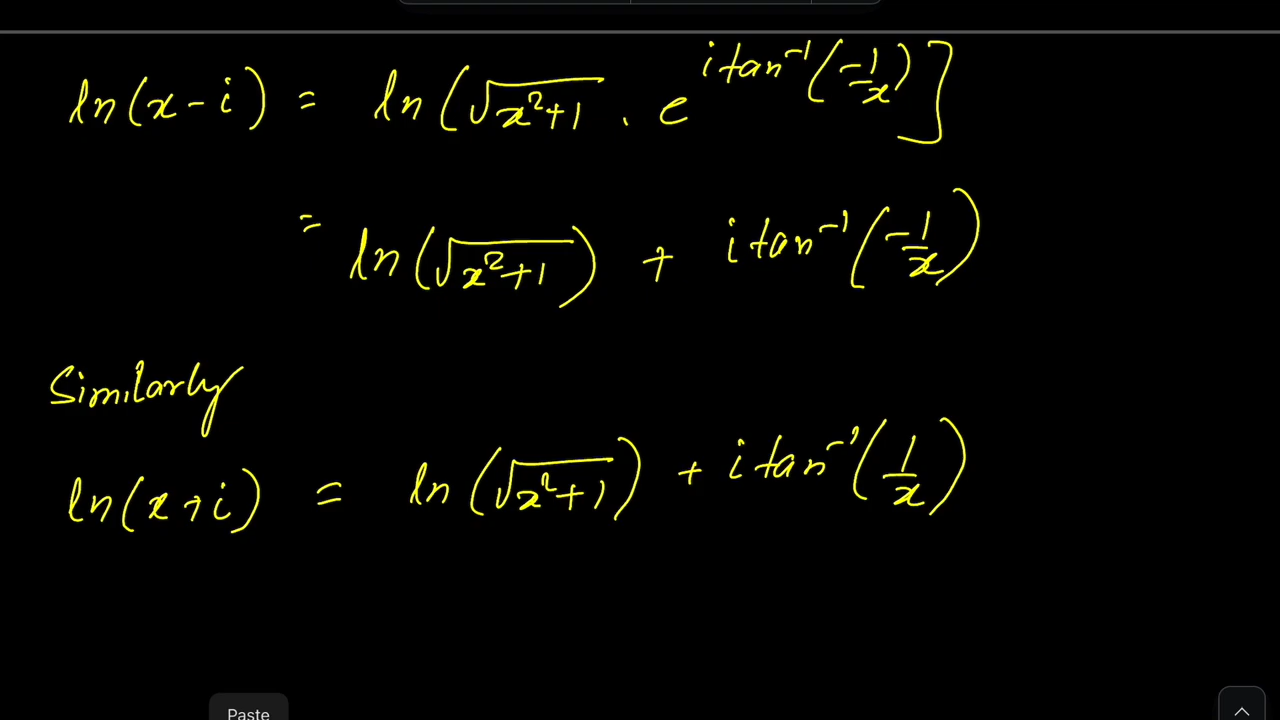 ln(x-i) = ln(√x²+1 . e^(i tan⁻¹(-1/x))]
= ln(√x²+1) + i tan⁻¹(-1/x)
Similarly
ln(x+i) = ln(√x²+1) + i tan⁻¹(1/x)
Paste